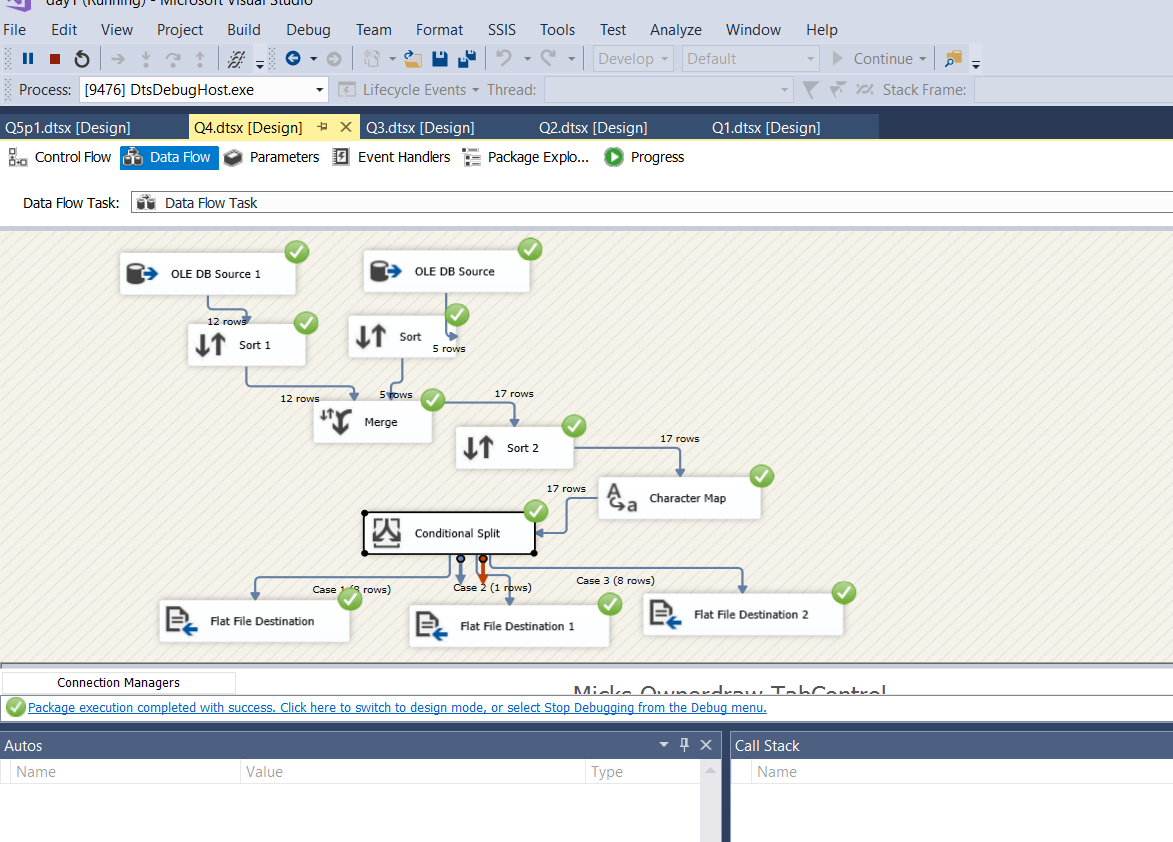 day1 (Running) - Microsoft Visual Studio
File Edit View Project Build Debug Team Format SSIS Tools Test Analyze Window Help
Develop Default Continue
Process: [9476] DtsDebugHost.exe Lifecycle Events Thread: Stack Frame:
Q5p1.dtsx [Design] Q4.dtsx [Design] Q3.dtsx [Design] Q2.dtsx [Design] Q1.dtsx [Design]
Control Flow Data Flow Parameters Event Handlers Package Explo... Progress
Data Flow Task: Data Flow Task
OLE DB Source 1 OLE DB Source
12 rows
Sort 1 Sort
5 rows
12 rows 5 rows 17 rows
Merge
17 rows
Sort 2
17 rows
Character Map
Conditional Split
Case 1 (8 rows) Case 2 (1 rows) Case 3 (8 rows)
Flat File Destination Flat File Destination 1 Flat File Destination 2
Connection Managers
Micks Ownerdraw TabControl
Package execution completed with success. Click here to switch to design mode, or select Stop Debugging from the Debug menu.
Autos Call Stack
Name Value Type Name